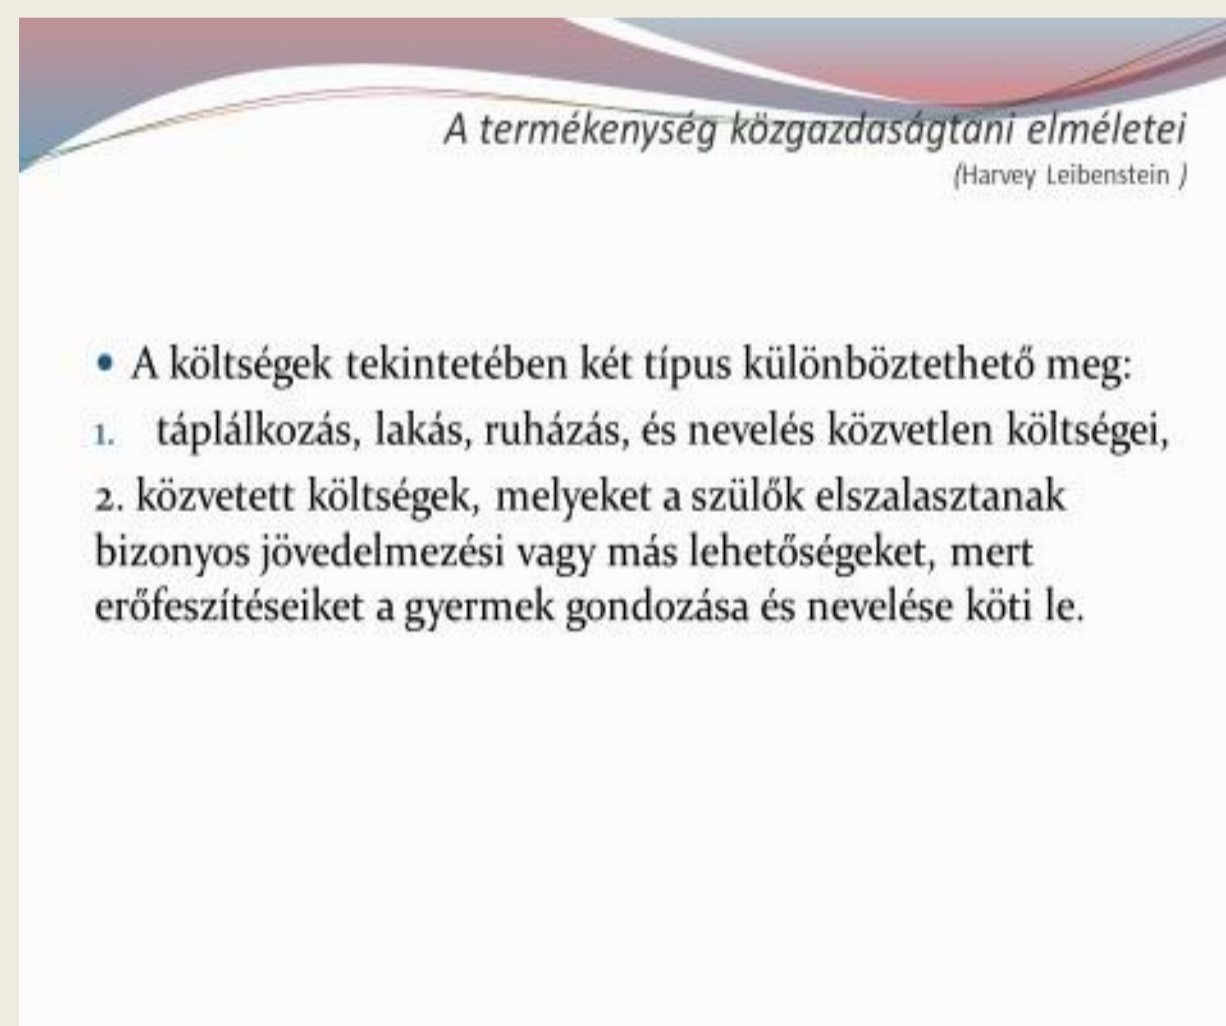 A termékenység közgazdaságtani elméletei
(Harvey Leibenstein )
• A költségek tekintetében két típus különböztethető meg:
1. táplálkozás, lakás, ruházás, és nevelés közvetlen költségei,
2. közvetett költségek, melyeket a szülők elszalasztanak
bizonyos jövedelmezési vagy más lehetőségeket, mert
erőfeszítéseiket a gyermek gondozása és nevelése köti le.